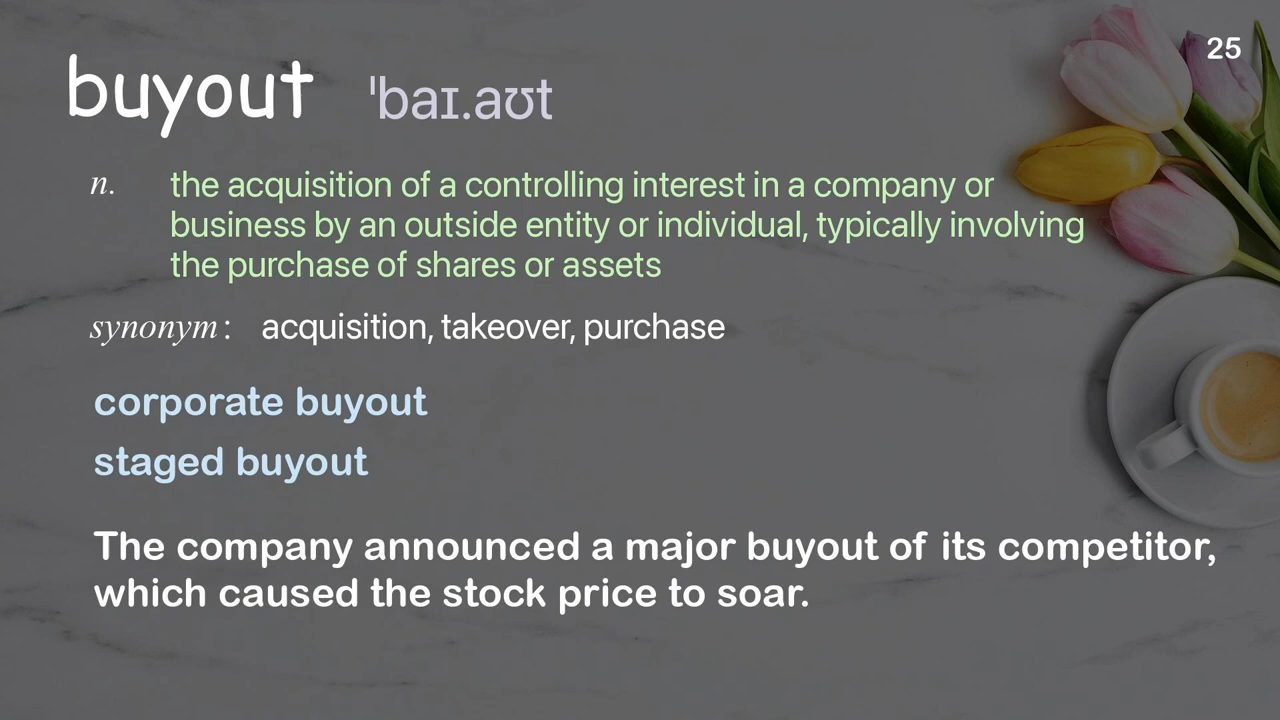 25
buyout ˈbaɪ.aʊt
n. the acquisition of a controlling interest in a company or
business by an outside entity or individual, typically involving
the purchase of shares or assets
synonym: acquisition, takeover, purchase
corporate buyout
staged buyout
The company announced a major buyout of its competitor,
which caused the stock price to soar.